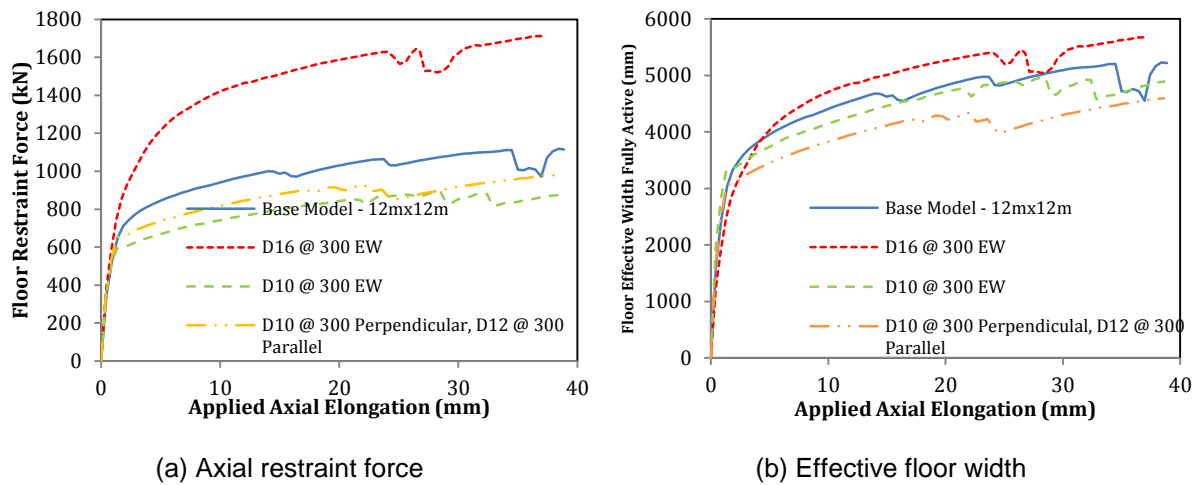 1800
1600
1400
1200
1000
800
600
400
200
0
Floor Restraint Force (kN)
Base Model - 12mx12m
D16 @ 300 EW
D10 @ 300 EW
D10 @ 300 Perpendicular, D12 @ 300
Parallel
0 10 20 30 40
Applied Axial Elongation (mm)
(a) Axial restraint force
6000
5000
4000
3000
2000
1000
0
Floor Effective Width Fully Active (mm)
Base Model - 12mx12m
D16 @ 300 EW
D10 @ 300 EW
D10 @ 300 Perpendiculal, D12 @ 300
Parallel
0 10 20 30 40
Applied Axial Elongation (mm)
(b) Effective floor width